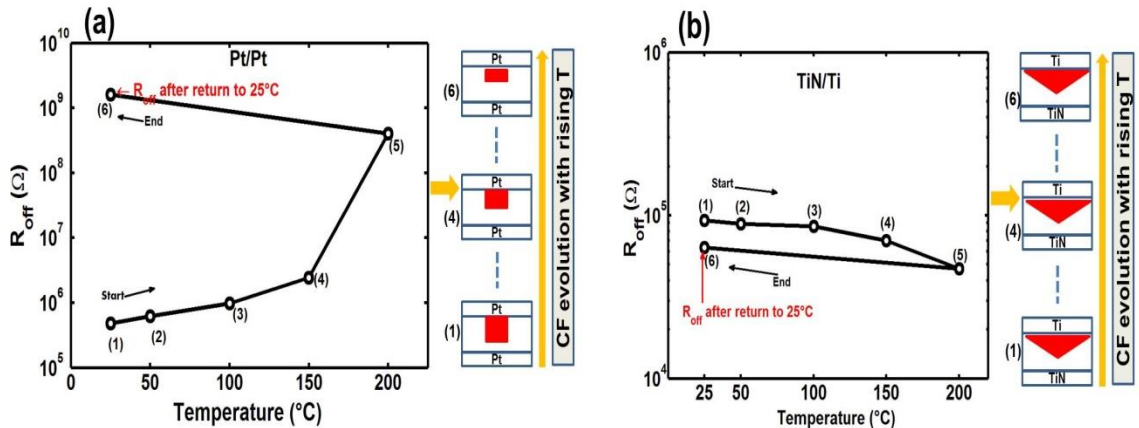 (a)
Pt/Pt
10^10
10^9
10^8
10^7
10^6
10^5
R_off (Ω)
(6)
← R_off after return to 25°C
End
(5)
Start
(1)
(2)
(3)
(4)
0
50
100
150
200
Temperature (°C)
(6)
Pt
Pt
(4)
Pt
Pt
(1)
Pt
Pt
CF evolution with rising T
(b)
TiN/Ti
10^6
10^5
10^4
R_off (Ω)
Start
(1)
(2)
(3)
(4)
(5)
(6)
End
R_off after return to 25°C
25
50
100
150
200
Temperature (°C)
(6)
Ti
TiN
(4)
Ti
TiN
(1)
Ti
TiN
CF evolution with rising T